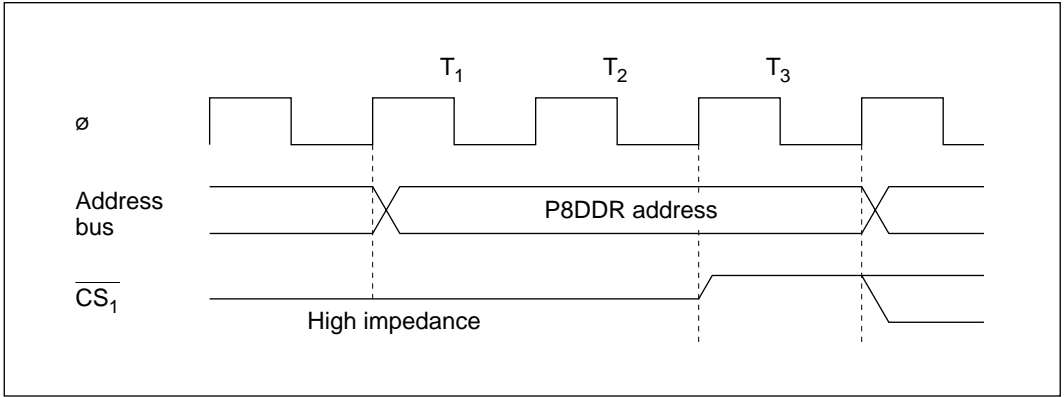 T1 T2 T3
ø
Address
bus
P8DDR address
CS1
High impedance